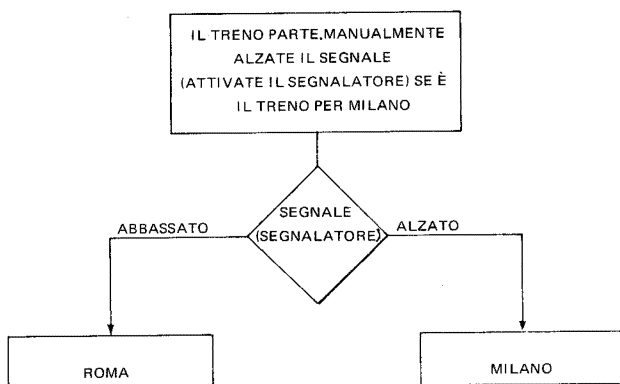 IL TRENO PARTE.MANUALMENTE
ALZATE IL SEGNALE
(ATTIVATE IL SEGNALATORE) SE È
IL TRENO PER MILANO
SEGNALE
(SEGNALATORE)
ABBASSATO
ALZATO
ROMA
MILANO